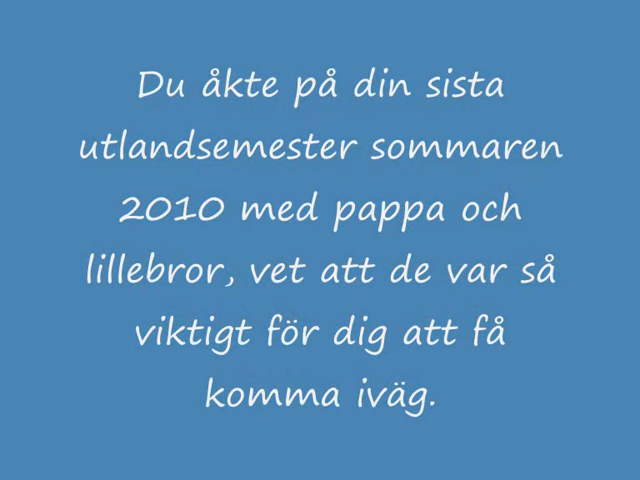 Du åkte på din sista
utlandsemester sommaren
2010 med pappa och
lillebror, vet att de var så
viktigt för dig att få
komma iväg.